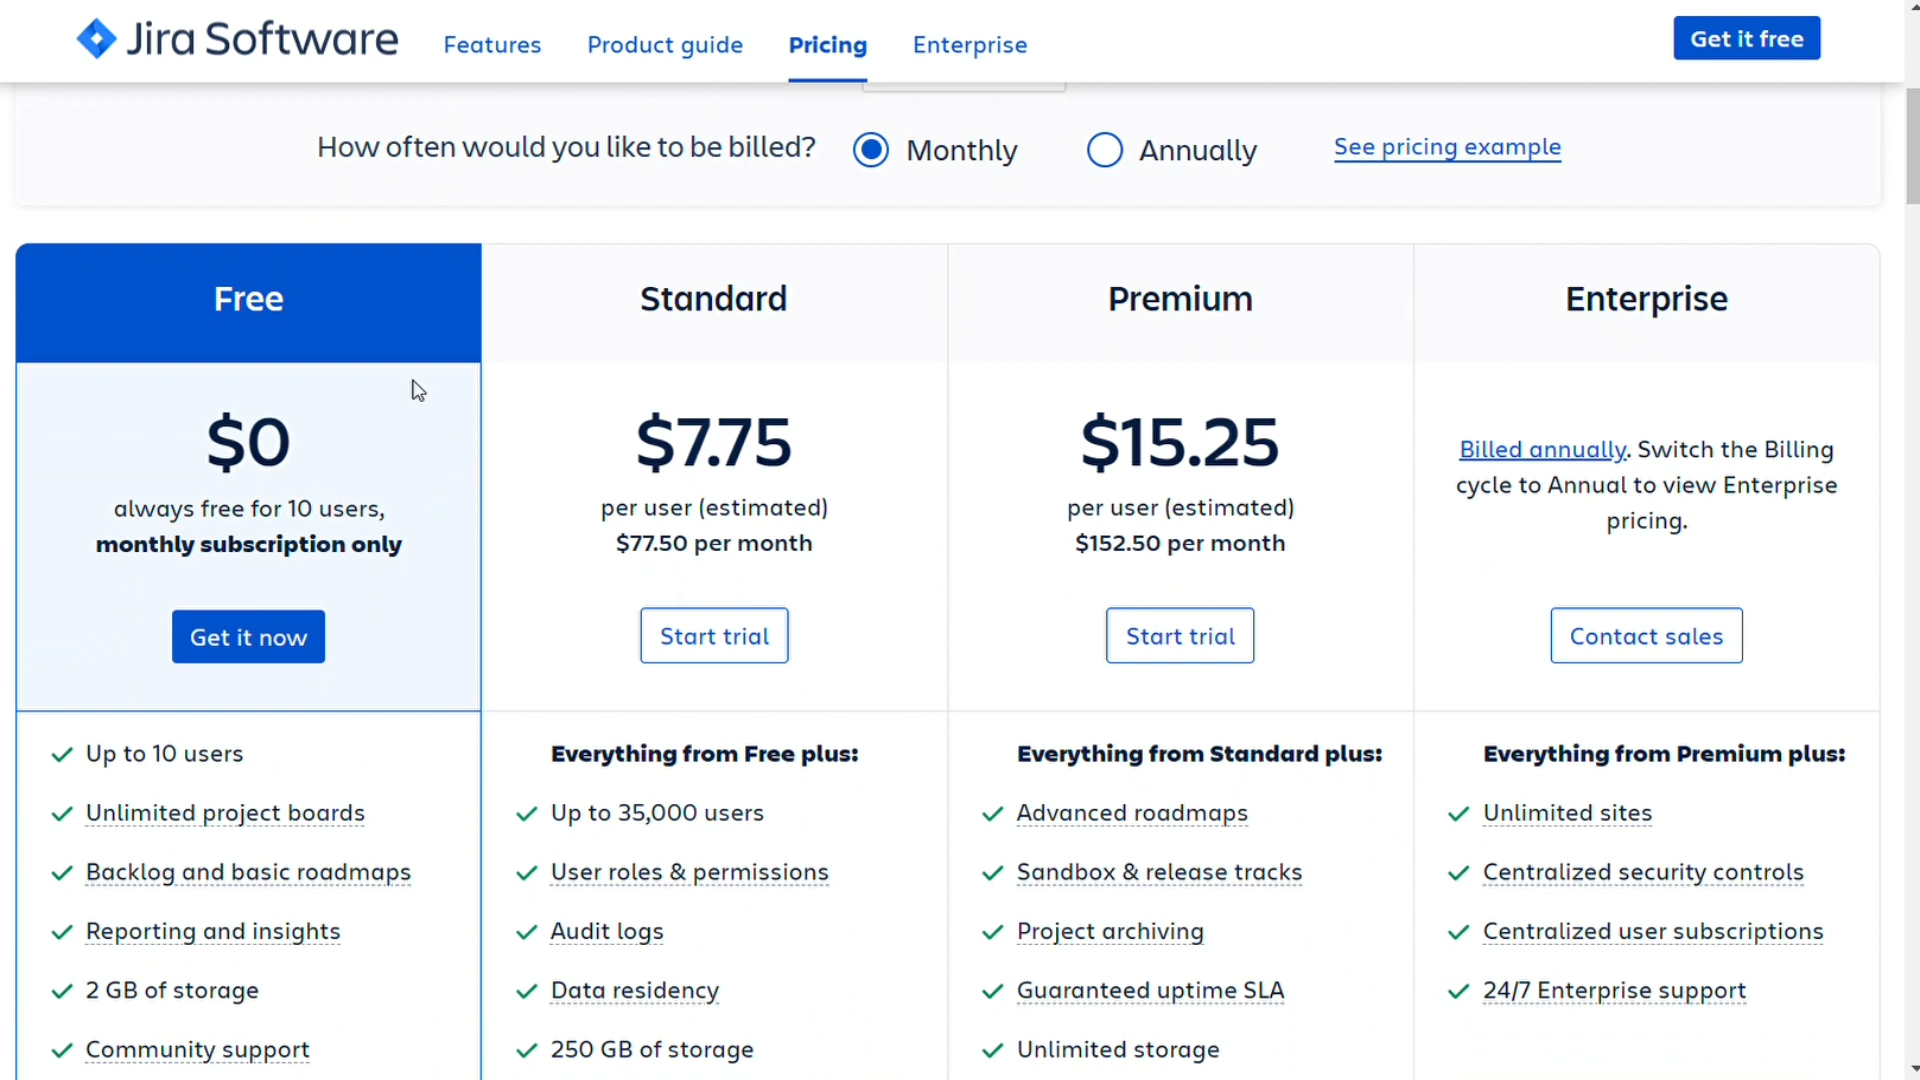 Jira Software
Features
Product guide
Pricing
Enterprise
Get it free
How often would you like to be billed?
Monthly
Annually
See pricing example
Free
$0
always free for 10 users,
monthly subscription only
Get it now
Up to 10 users
Unlimited project boards
Backlog and basic roadmaps
Reporting and insights
2 GB of storage
Community support
Standard
$7.75
per user (estimated)
$77.50 per month
Start trial
Everything from Free plus:
Up to 35,000 users
User roles & permissions
Audit logs
Data residency
250 GB of storage
Premium
$15.25
per user (estimated)
$152.50 per month
Start trial
Everything from Standard plus:
Advanced roadmaps
Sandbox & release tracks
Project archiving
Guaranteed uptime SLA
Unlimited storage
Enterprise
Billed annually. Switch the Billing
cycle to Annual to view Enterprise
pricing.
Contact sales
Everything from Premium plus:
Unlimited sites
Centralized security controls
Centralized user subscriptions
24/7 Enterprise support